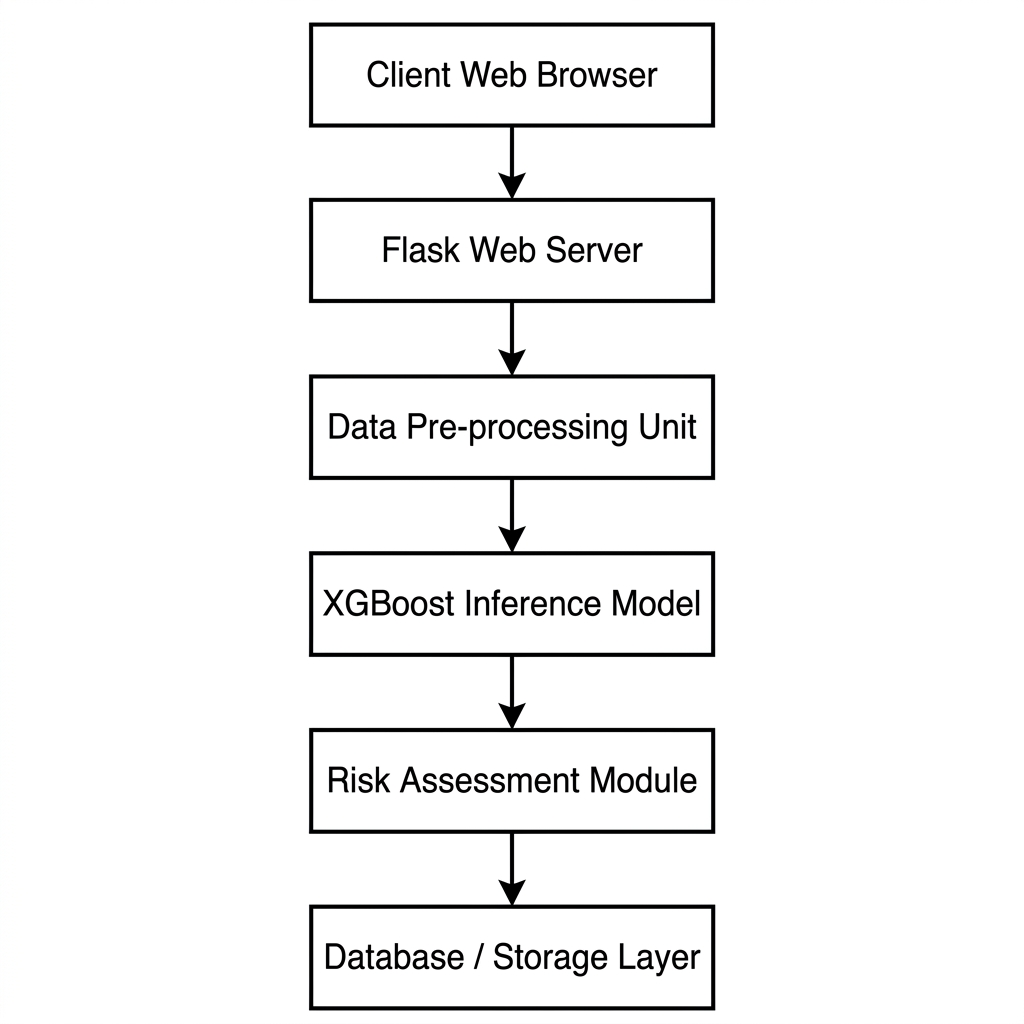 Client Web Browser
Flask Web Server
Data Pre-processing Unit
XGBoost Inference Model
Risk Assessment Module
Database / Storage Layer